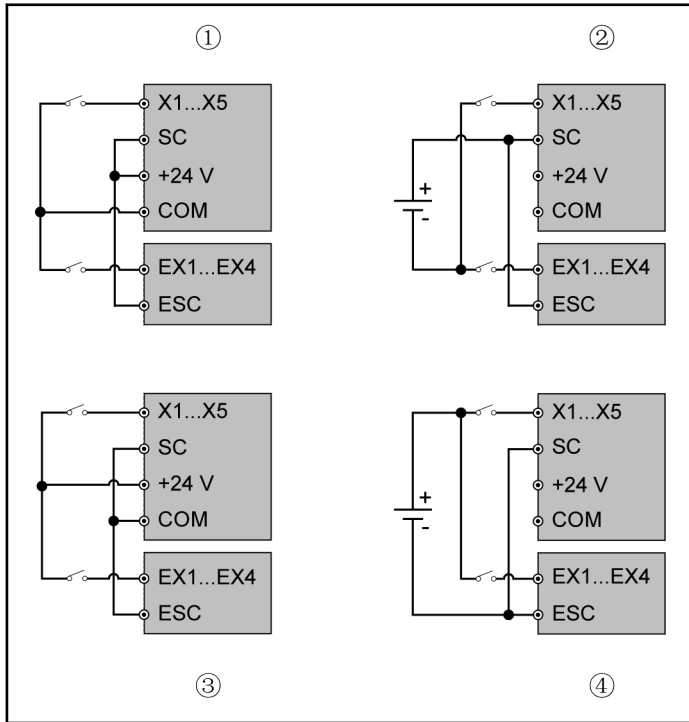 ①
X1...X5
SC
+24 V
COM
EX1...EX4
ESC
②
X1...X5
SC
+24 V
COM
+
-
EX1...EX4
ESC
X1...X5
SC
+24 V
COM
EX1...EX4
ESC
③
X1...X5
SC
+24 V
COM
+
-
EX1...EX4
ESC
④